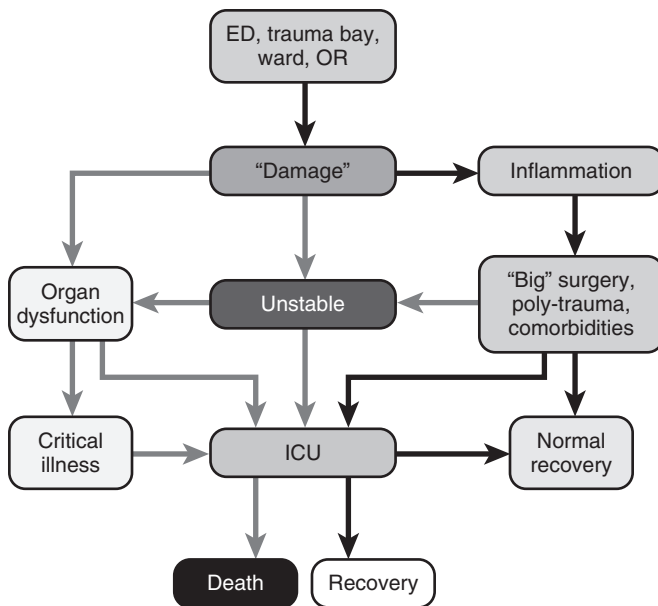 ED, trauma bay,
ward, OR
“Damage”
Inflammation
Organ
dysfunction
Unstable
“Big” surgery,
poly-trauma,
comorbidities
Critical
illness
ICU
Normal
recovery
Death
Recovery